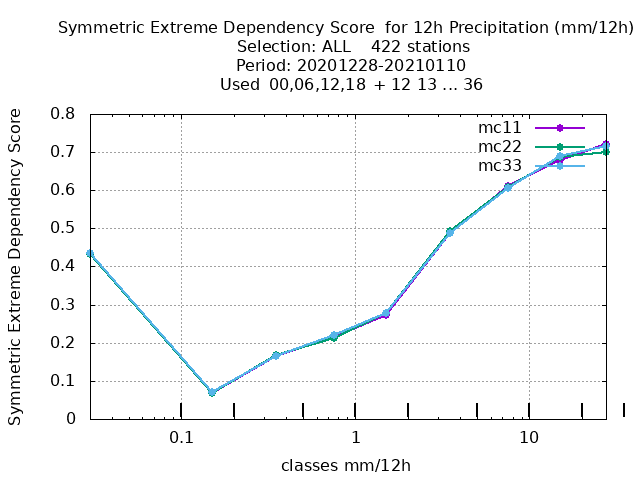 Symmetric Extreme Dependency Score  for 12h Precipitation (mm/12h)
Selection: ALL    422 stations
Period: 20201228-20210110
Used  00,06,12,18  + 12 13 ... 36
Symmetric Extreme Dependency Score
0.8
0.7
0.6
0.5
0.4
0.3
0.2
0.1
0
mc11
mc22
mc33
0.1
1
10
classes mm/12h